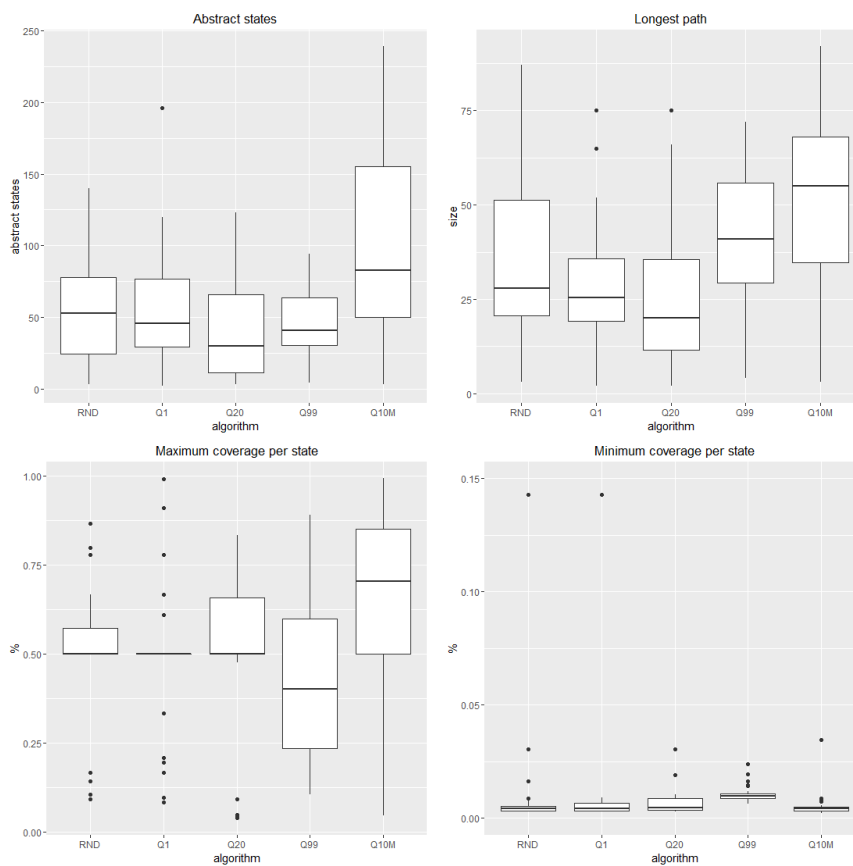 Abstract states
250
200
150
100
50
0
abstract states
RND Q1 Q20 Q99 Q10M
algorithm
Longest path
75
50
25
0
size
RND Q1 Q20 Q99 Q10M
algorithm
Maximum coverage per state
1.00
0.75
0.50
0.25
0.00
%
RND Q1 Q20 Q99 Q10M
algorithm
Minimum coverage per state
0.15
0.10
0.05
0.00
%
RND Q1 Q20 Q99 Q10M
algorithm